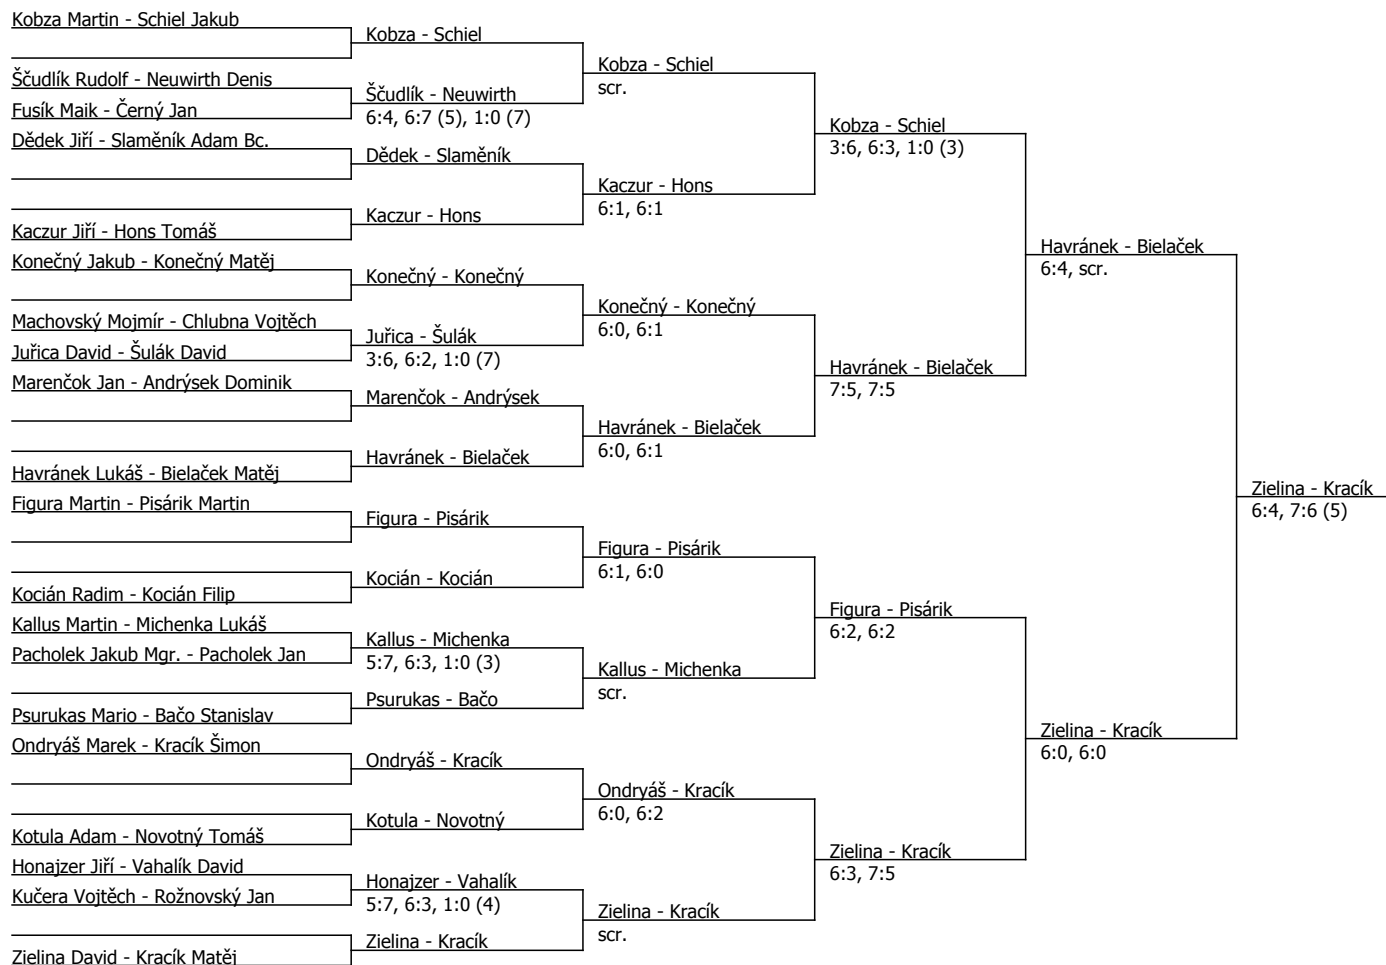 Kobza Martin - Schiel Jakub
Ščudlík Rudolf - Neuwirth Denis
Fusík Maik - Černý Jan
Dědek Jiří - Slaměník Adam Bc.
Kaczur Jiří - Hons Tomáš
Konečný Jakub - Konečný Matěj
Machovský Mojmír - Chlubna Vojtěch
Juřica David - Šulák David
Marenčok Jan - Andrýsek Dominik
Havránek Lukáš - Bielaček Matěj
Figura Martin - Pisárik Martin
Kocián Radim - Kocián Filip
Kallus Martin - Michenka Lukáš
Pacholek Jakub Mgr. - Pacholek Jan
Psurukas Mario - Bačo Stanislav
Ondryáš Marek - Kracík Šimon
Kotula Adam - Novotný Tomáš
Honajzer Jiří - Vahalík David
Kučera Vojtěch - Rožnovský Jan
Zielina David - Kracík Matěj
Kobza - Schiel
Ščudlík - Neuwirth
6:4, 6:7 (5), 1:0 (7)
Dědek - Slaměník
Kaczur - Hons
Konečný - Konečný
Juřica - Šulák
3:6, 6:2, 1:0 (7)
Marenčok - Andrýsek
Havránek - Bielaček
Figura - Pisárik
Kocián - Kocián
Kallus - Michenka
5:7, 6:3, 1:0 (3)
Psurukas - Bačo
Ondryáš - Kracík
Kotula - Novotný
Honajzer - Vahalík
5:7, 6:3, 1:0 (4)
Zielina - Kracík
Kobza - Schiel
scr.
Kaczur - Hons
6:1, 6:1
Konečný - Konečný
6:0, 6:1
Havránek - Bielaček
6:0, 6:1
Figura - Pisárik
6:1, 6:0
Kallus - Michenka
scr.
Ondryáš - Kracík
6:0, 6:2
Zielina - Kracík
scr.
Kobza - Schiel
3:6, 6:3, 1:0 (3)
Havránek - Bielaček
7:5, 7:5
Figura - Pisárik
6:2, 6:2
Zielina - Kracík
6:3, 7:5
Havránek - Bielaček
6:4, scr.
Zielina - Kracík
6:0, 6:0
Zielina - Kracík
6:4, 7:6 (5)